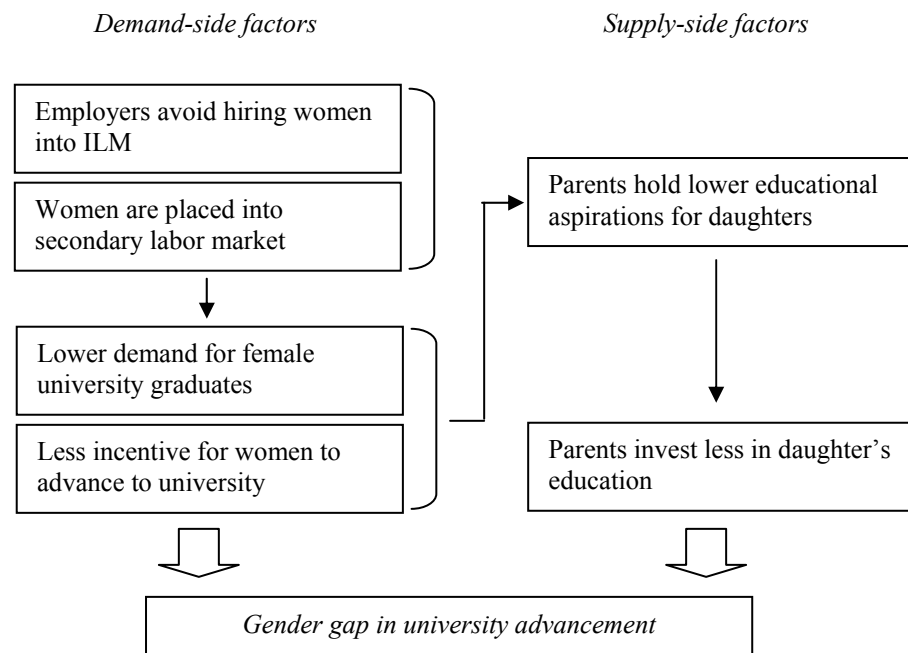 Demand-side factors
Supply-side factors
Employers avoid hiring women
into ILM
Women are placed into
secondary labor market
Lower demand for female
university graduates
Less incentive for women to
advance to university
Parents hold lower educational
aspirations for daughters
Parents invest less in daughter’s
education
Gender gap in university advancement